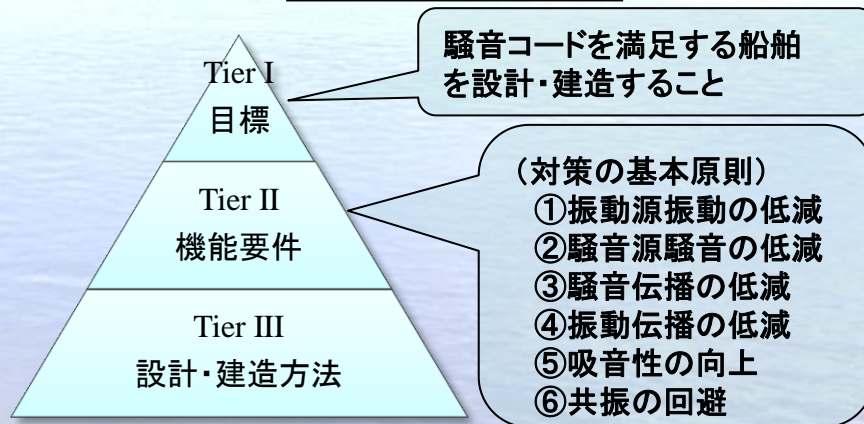 Tier I
目標
騒音コードを満足する船舶
を設計・建造すること
Tier II
機能要件
(対策の基本原則)
①振動源振動の低減
②騒音源騒音の低減
③騒音伝播の低減
④振動伝播の低減
⑤吸音性の向上
⑥共振の回避
Tier III
設計・建造方法